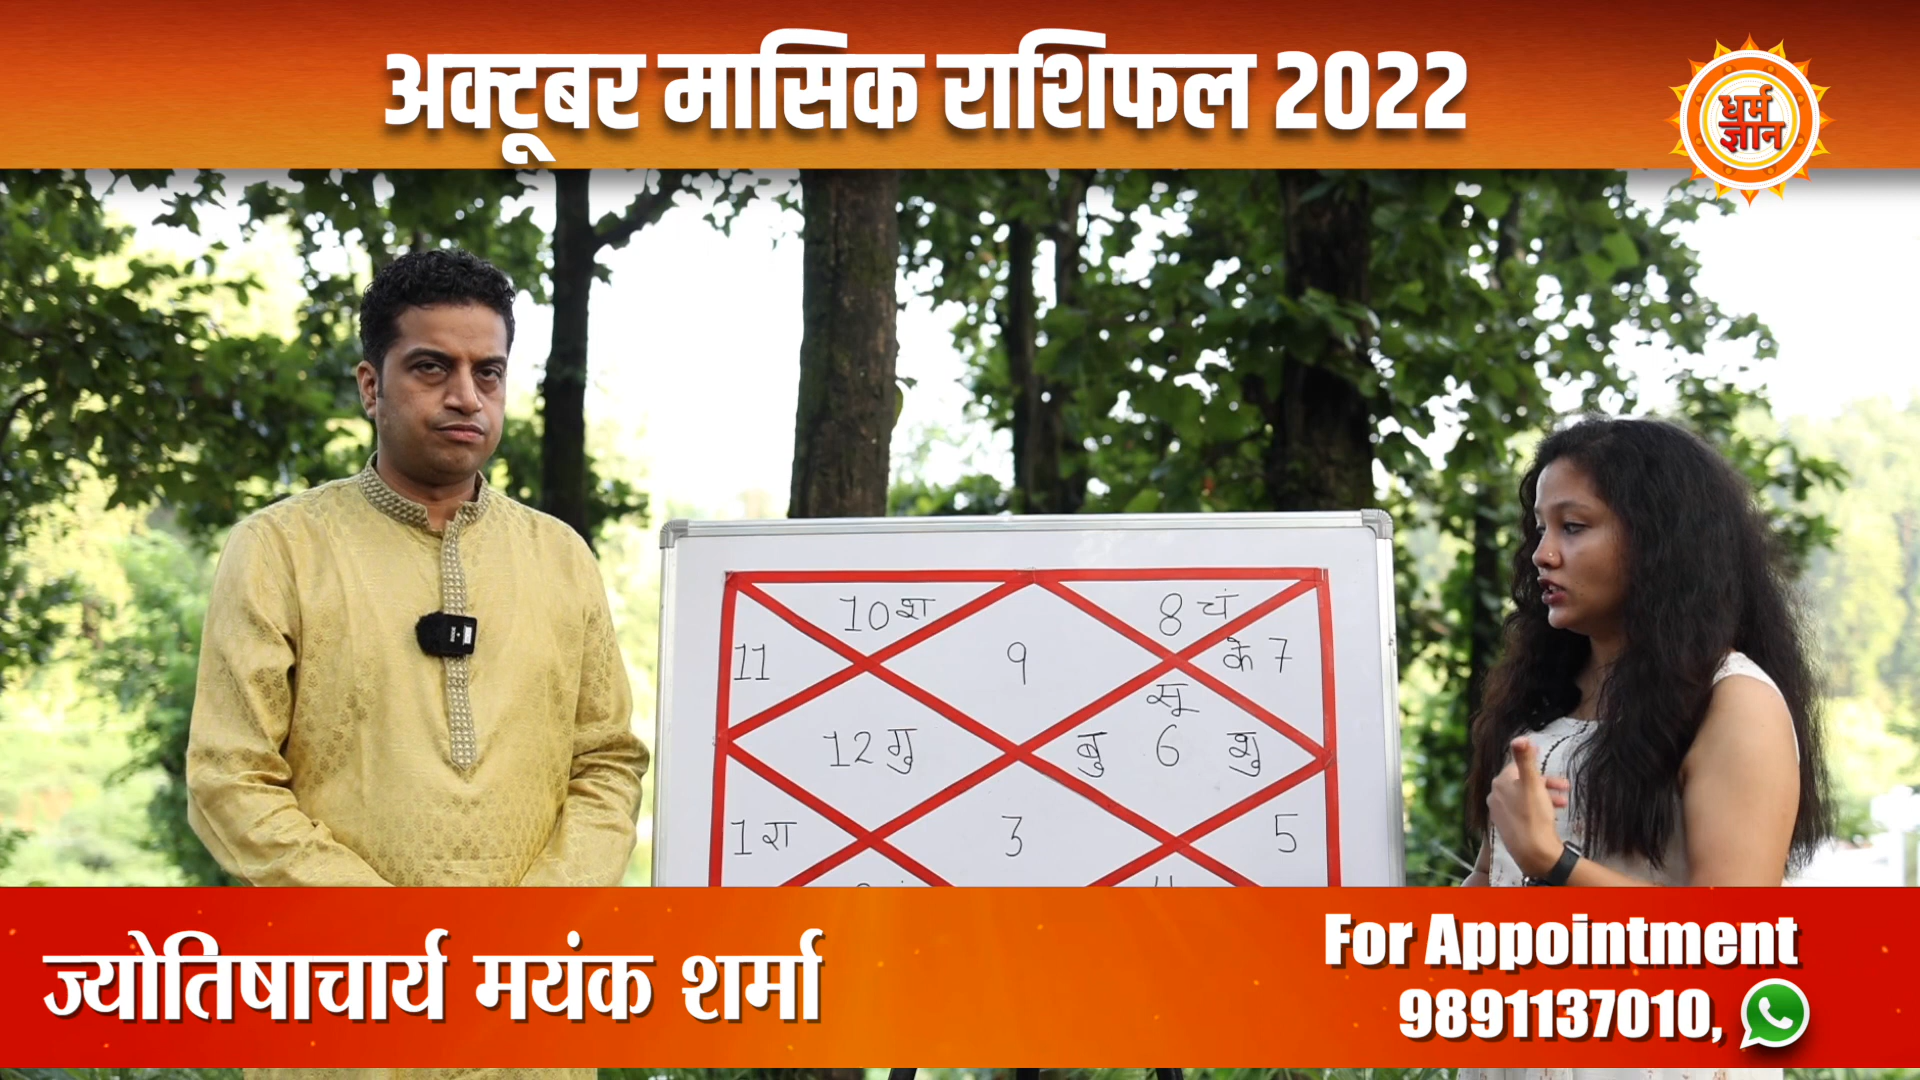 अक्टूबर मासिक राशिफल 2022
धर्म
ज्ञान
10 श
8 चं
11
9
के 7
सू
12 गु
बु 6 शु
1 रा
3
5
ज्योतिषाचार्य मयंक शर्मा
For Appointment
9891137010,